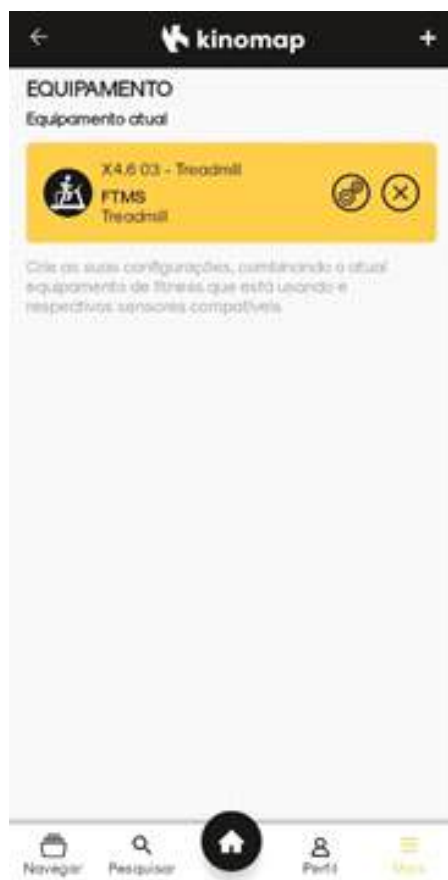 kinomap
EQUIPAMENTO
Equipamento atual
X4.6 03 - Treadmill
FTMS
Treadmill
Crie as suas configurações, combinando o atual
equipamento de fitness que está usando e
respectivos sensores compatíveis
Navegar Pesquisar Perfil Mais